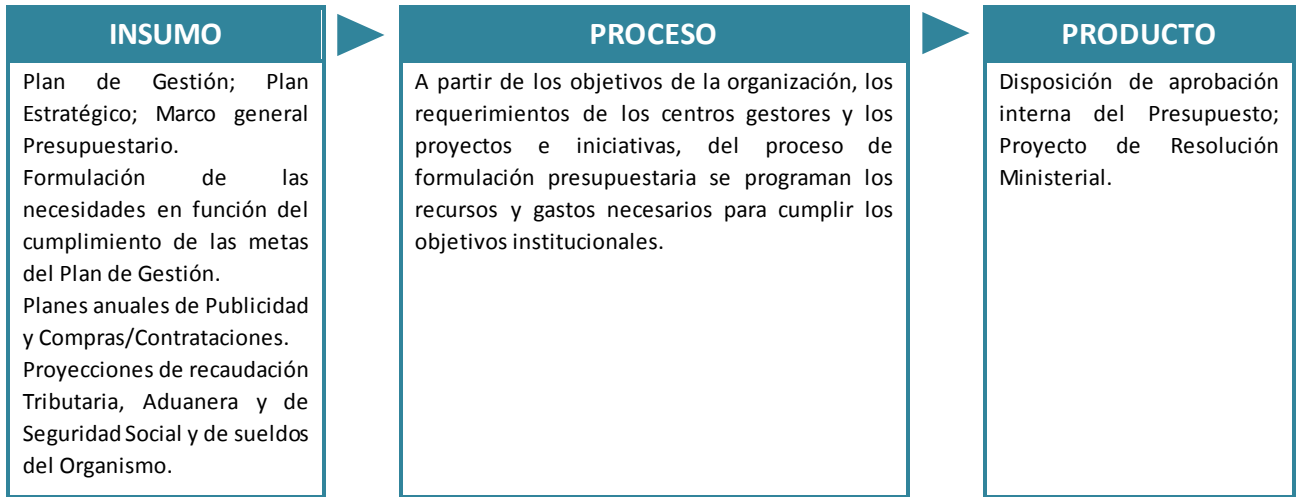 INSUMO
Plan de Gestión; Plan
Estratégico; Marco general
Presupuestario.
Formulación de las
necesidades en función del
cumplimiento de las metas
del Plan de Gestión.
Planes anuales de Publicidad
y Compras/Contrataciones.
Proyecciones de recaudación
Tributaria, Aduanera y de
Seguridad Social y de sueldos
del Organismo.
PROCESO
A partir de los objetivos de la organización, los
requerimientos de los centros gestores y los
proyectos e iniciativas, del proceso de
formulación presupuestaria se programan los
recursos y gastos necesarios para cumplir los
objetivos institucionales.
PRODUCTO
Disposición de aprobación
interna del Presupuesto;
Proyecto de Resolución
Ministerial.